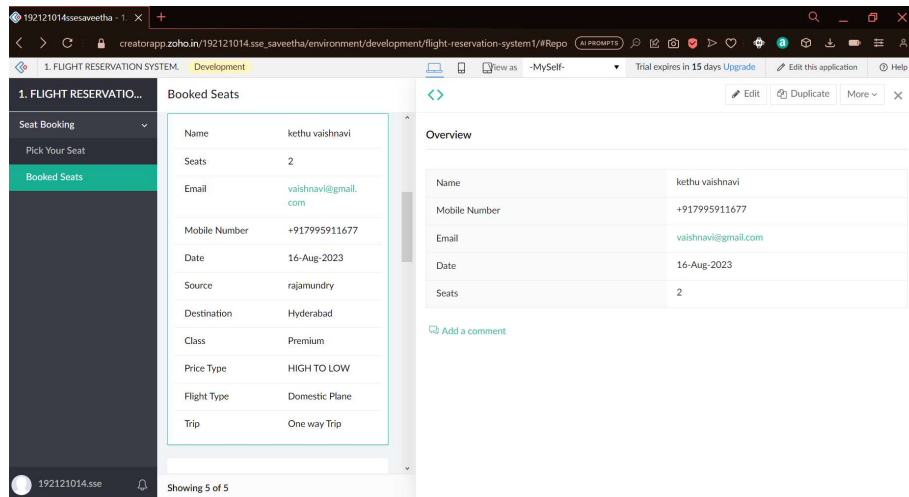 192121014ssesaveetha - 1.
creatorapp.zoho.in/192121014.sse_saveetha/environment/development/flight-reservation-system1/#Repo
AI PROMPTS
1. FLIGHT RESERVATION SYSTEM. Development
View as -MySelf-
Trial expires in 15 days Upgrade
Edit this application
Help
1. FLIGHT RESERVATIO...
Seat Booking
Pick Your Seat
Booked Seats
192121014.sse
Booked Seats
Name kethu vaishnavi
Seats 2
Email vaishnavi@gmail.
com
Mobile Number +917995911677
Date 16-Aug-2023
Source rajamundry
Destination Hyderabad
Class Premium
Price Type HIGH TO LOW
Flight Type Domestic Plane
Trip One way Trip
Showing 5 of 5
Edit Duplicate More
Overview
Name kethu vaishnavi
Mobile Number +917995911677
Email vaishnavi@gmail.com
Date 16-Aug-2023
Seats 2
Add a comment